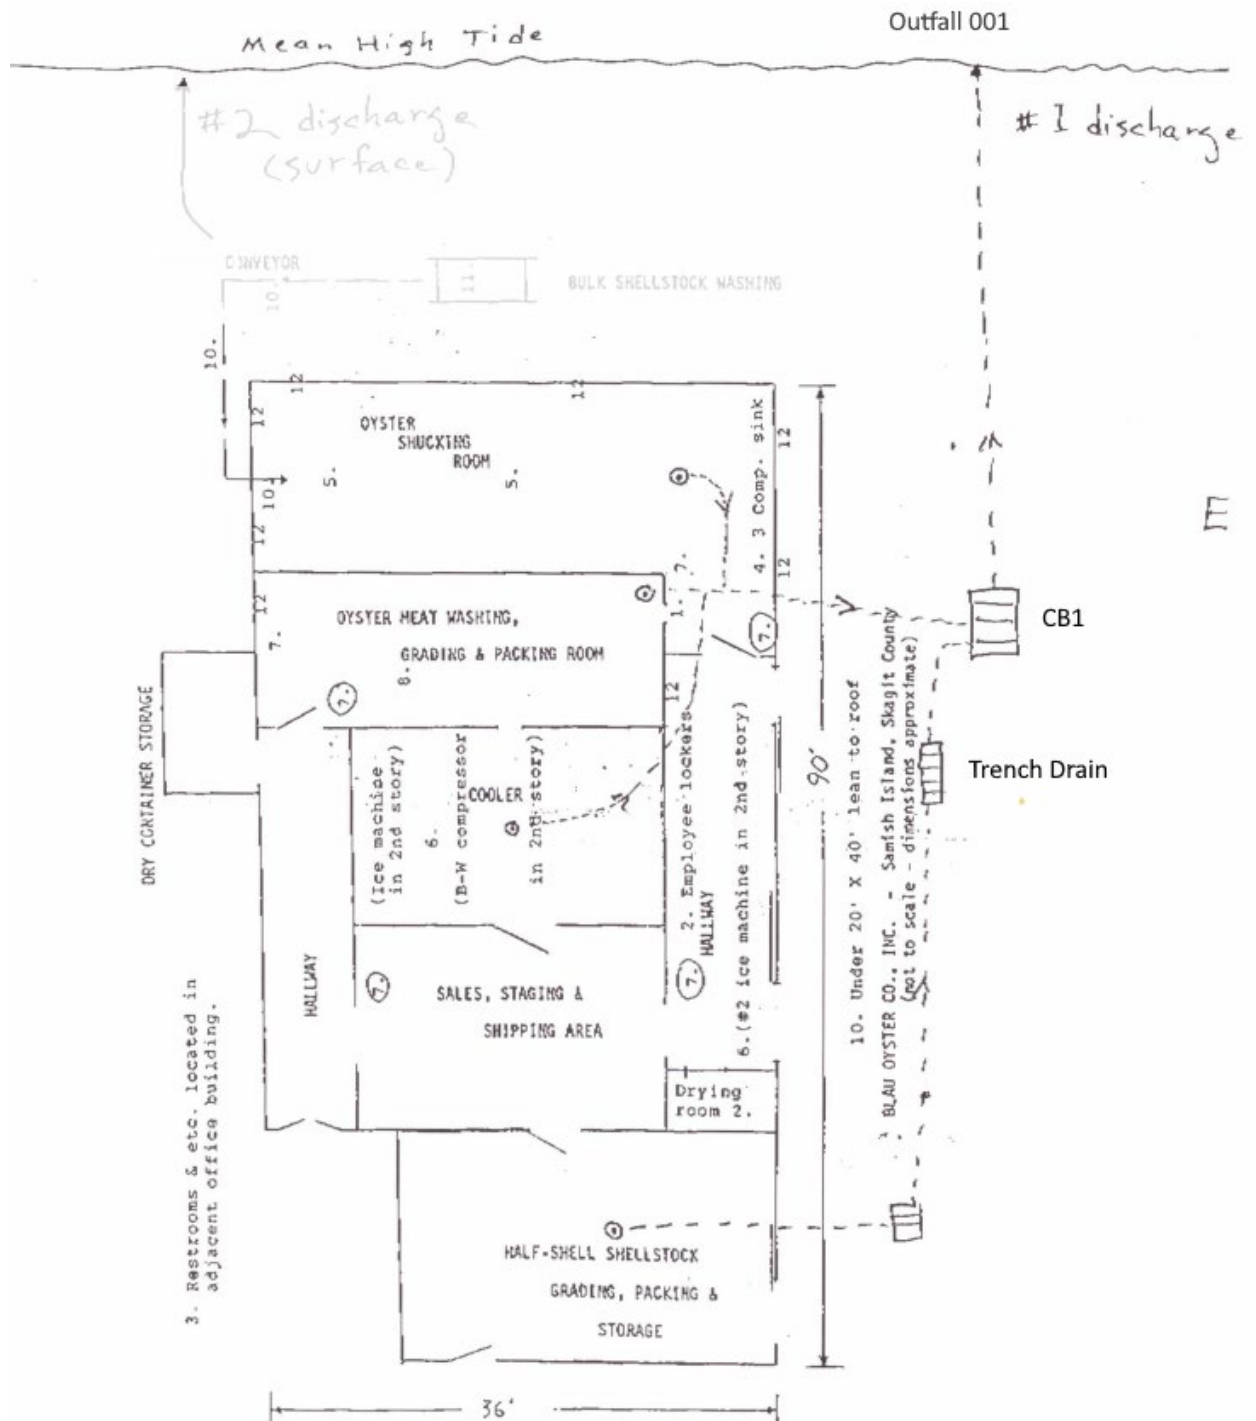 Outfall 001
Mean High Tide
#2 discharge
(surface)
#1 discharge
CONVEYOR
10.
11.
BULK SHELLSTOCK WASHING
10.
12
12
12
OYSTER
SHUCKING
ROOM
5.
5.
10.
12
12
4. 3 Comp. sink
12
7.
1.
12
OYSTER MEAT WASHING,
GRADING & PACKING ROOM
7.
8.
7.
7.
12
CB1
DRY CONTAINER STORAGE
(Ice machine
in 2nd story)
6.
(B-W compressor
in 2nd story)
COOLER
2. Employee lockers
HALLWAY
6.(#2 ice machine in 2nd story)
90'
10. Under 20' X 40' lean to roof
BLAU OYSTER CO., INC. - Samish Island, Skagit County
(not to scale - dimensions approximate)
Trench Drain
3. Restrooms & etc. located in
adjacent office building.
HALLWAY
7.
SALES, STAGING &
SHIPPING AREA
7.
Drying
room 2.
HALF-SHELL SHELLSTOCK
GRADING, PACKING &
STORAGE
36'